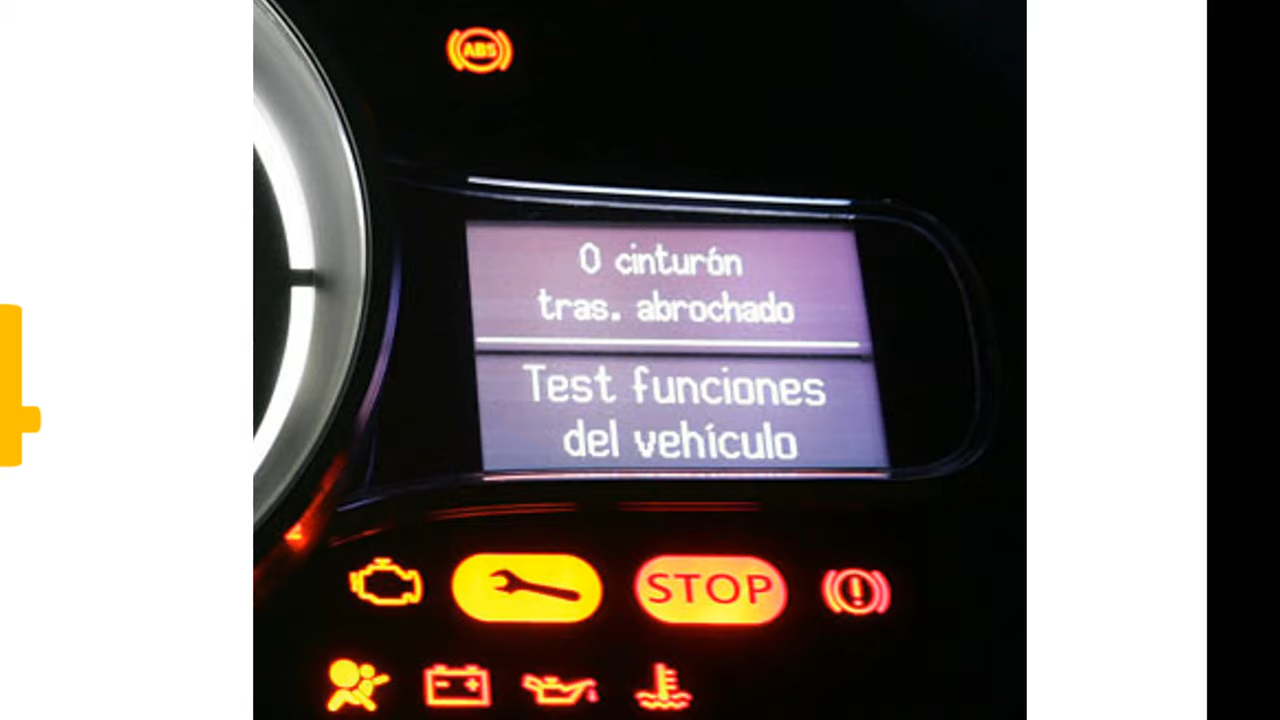 ABS
0 cinturón
tras. abrochado
Test funciones
del vehículo
STOP